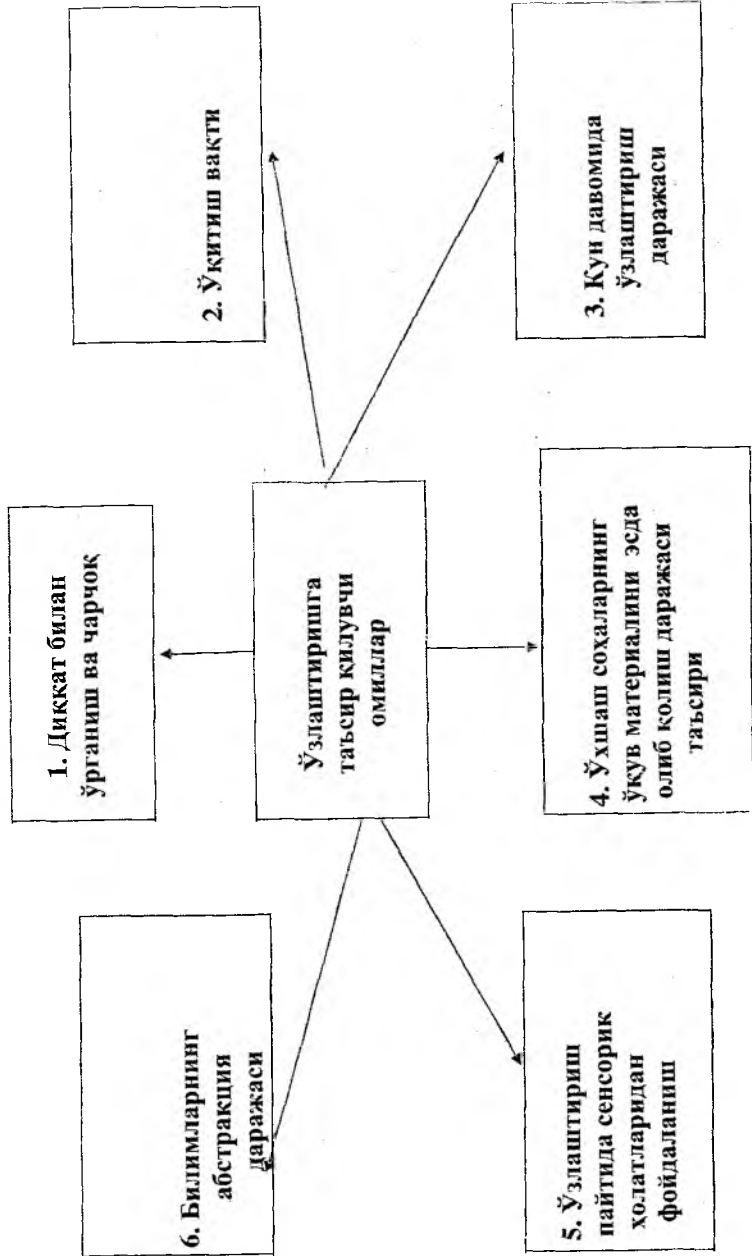 Ўзлаштиришга
таъсир қилувчи
омиллар
1. Диққат билан
ўрганиш ва чарчоқ
2. Ўқитиш вақти
3. Кун давомида
ўзлаштириш
даражаси
4. Ўхшаш соҳаларнинг
ўқув материалини эсда
олиб қолиш даражаси
таъсири
5. Ўзлаштириш
пайтида сенсорик
ҳолатларидан
фойдаланиш
6. Билимларнинг
абстракция
даражаси